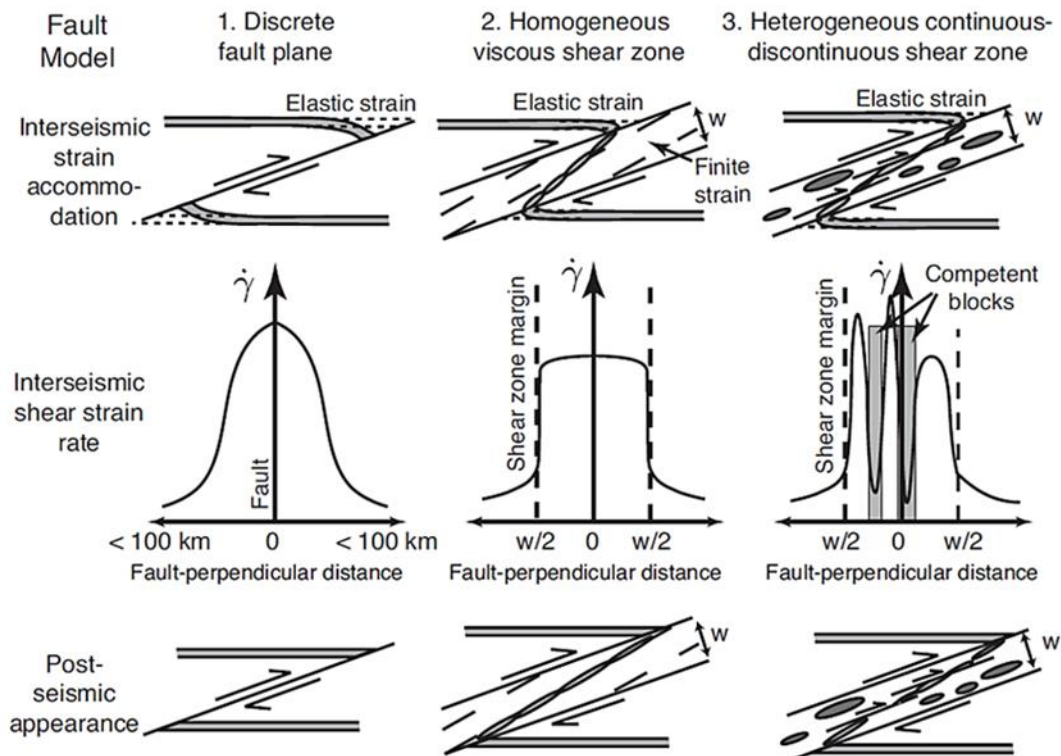 Fault
Model
1. Discrete
fault plane
2. Homogeneous
viscous shear zone
3. Heterogeneous continuous-
discontinuous shear zone
Interseismic
strain
accommo-
dation
Elastic strain
Elastic strain
w
Finite
strain
Elastic strain
w
Interseismic
shear strain
rate
γ̇
Fault
< 100 km 0 < 100 km
Fault-perpendicular distance
γ̇
Shear zone margin
w/2 0 w/2
Fault-perpendicular distance
γ̇
Competent
blocks
Shear zone margin
w/2 0 w/2
Fault-perpendicular distance
Post-
seismic
appearance
w
w